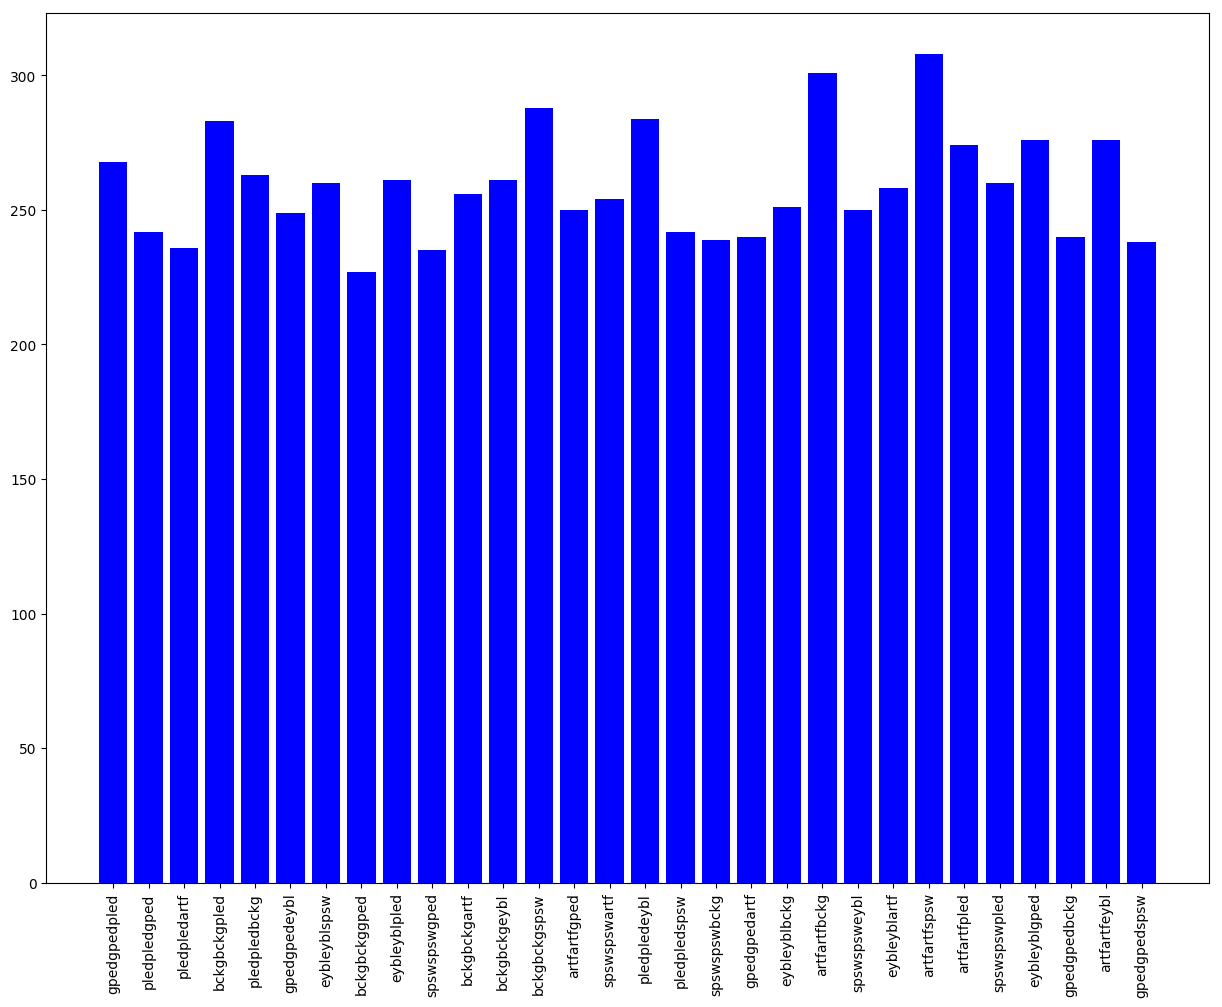 300
250
200
150
100
50
0
gpedgpedpled
pledpledgped
pledpledartf
bckgbckgpled
pledpledbckg
gpedgpedeybl
eybleyblspsw
bckgbckggped
eybleyblpled
spswspswgped
bckgbckgartf
bckgbckgeybl
bckgbckgspsw
artfartfgped
spswspswartf
pledpledeybl
pledpledspsw
spswspswbckg
gpedgpedartf
eybleyblbckg
artfartfbckg
spswspsweybl
eybleyblartf
artfartfspsw
artfartfpled
spswspswpled
eybleyblgped
gpedgpedbckg
artfartfeybl
gpedgpedspsw